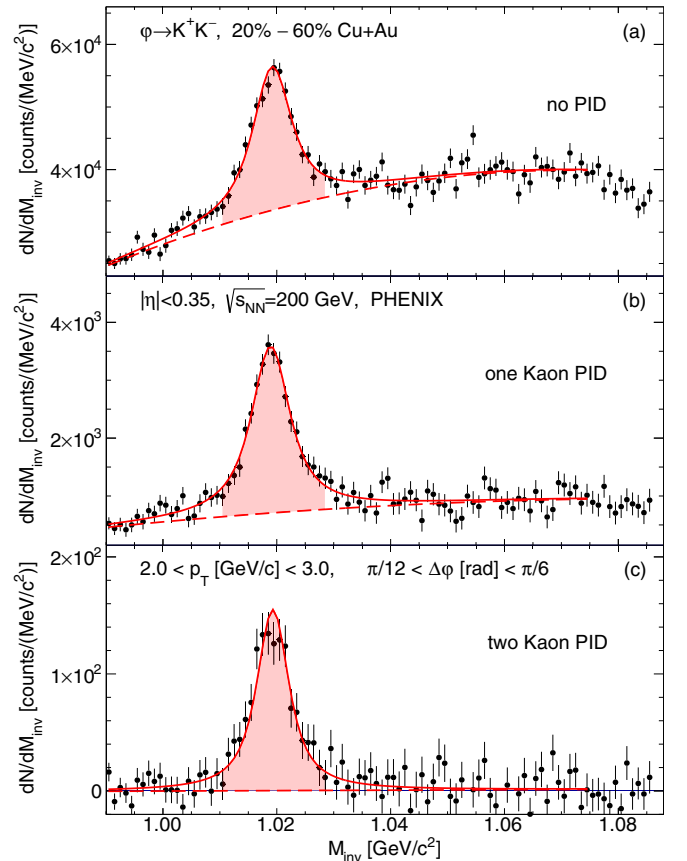 φ→K⁺K⁻, 20% – 60% Cu+Au
(a)
no PID
6×10⁴
4×10⁴
dN/dM_inv [counts/(MeV/c²)]
|η|<0.35, √s_NN=200 GeV, PHENIX
(b)
one Kaon PID
4×10³
2×10³
dN/dM_inv [counts/(MeV/c²)]
2.0 < p_T [GeV/c] < 3.0, π/12 < Δφ [rad] < π/6
(c)
two Kaon PID
2×10²
1×10²
0
dN/dM_inv [counts/(MeV/c²)]
1.00 1.02 1.04 1.06 1.08
M_inv [GeV/c²]